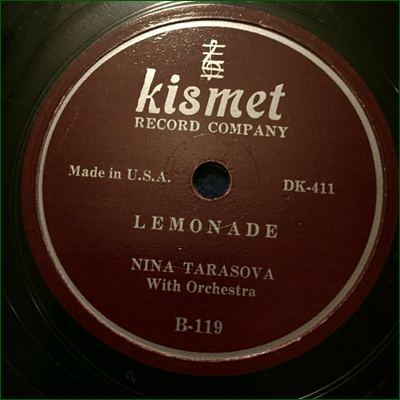 kismet
RECORD COMPANY
Made in U.S.A.
DK-411
LEMONADE
NINA TARASOVA
With Orchestra
B-119